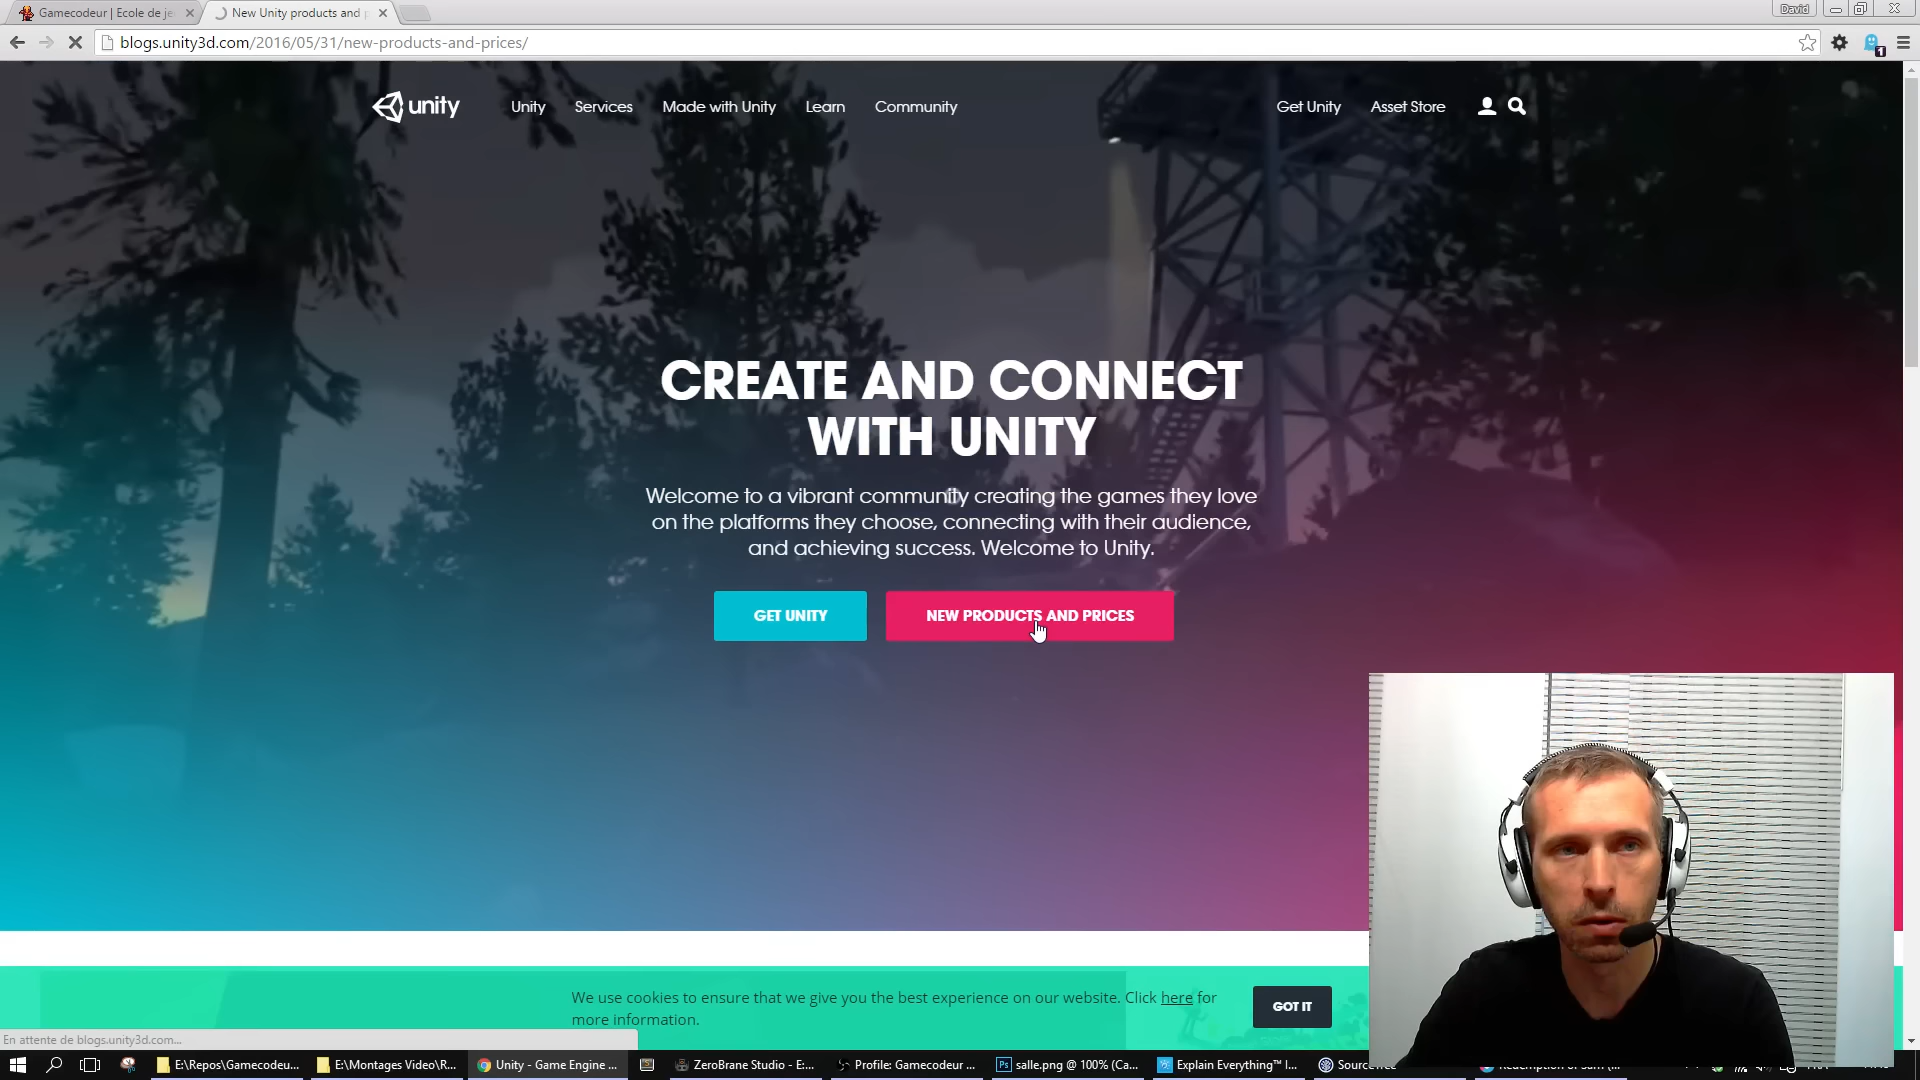 Gamecodeur | Ecole de je
New Unity products and p
David
blogs.unity3d.com/2016/05/31/new-products-and-prices/
1
unity
Unity
Services
Made with Unity
Learn
Community
Get Unity
Asset Store
CREATE AND CONNECT
WITH UNITY
Welcome to a vibrant community creating the games they love
on the platforms they choose, connecting with their audience,
and achieving success. Welcome to Unity.
GET UNITY
NEW PRODUCTS AND PRICES
We use cookies to ensure that we give you the best experience on our website. Click here for
more information.
GOT IT
En attente de blogs.unity3d.com...
E:\Repos\Gamecodeu...
E:\Montages Video\R...
Unity - Game Engine ...
ZeroBrane Studio - E:...
Profile: Gamecodeur ...
Ps
salle.png @ 100% (Ca...
Explain Everything™ I...